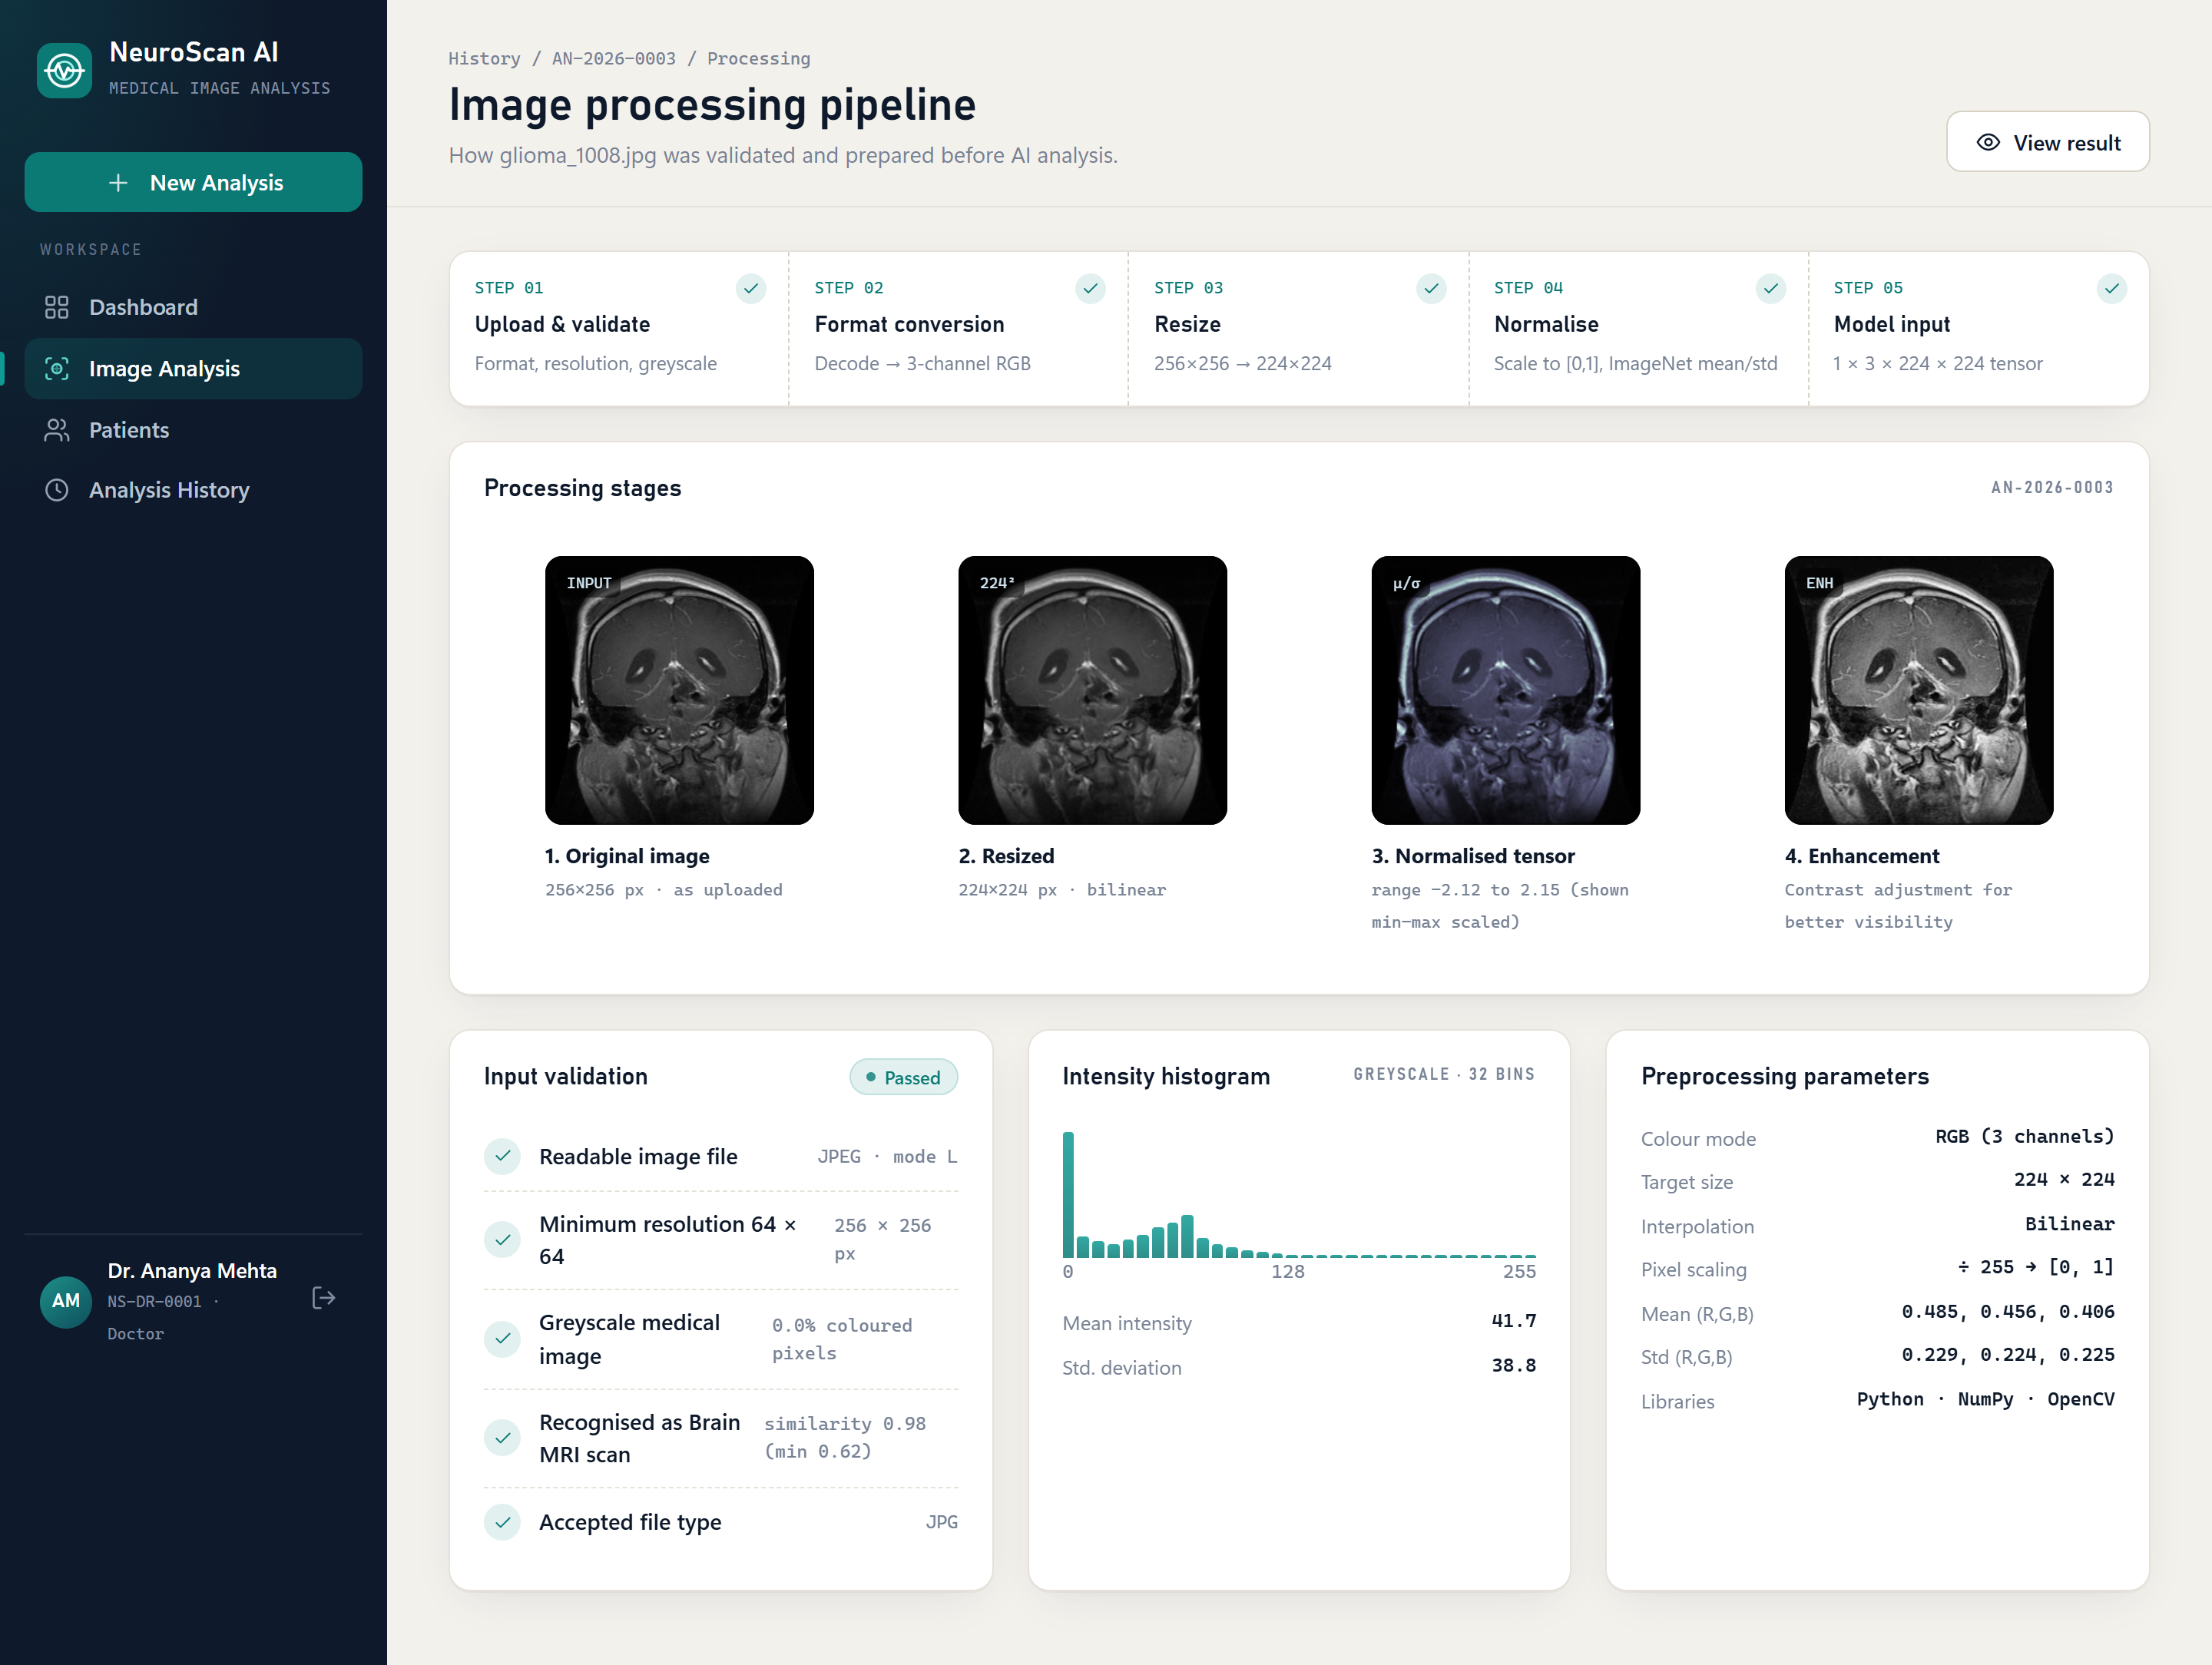 NeuroScan AI
MEDICAL IMAGE ANALYSIS
New Analysis
WORKSPACE
Dashboard
Image Analysis
Patients
Analysis History
AM
Dr. Ananya Mehta
NS-DR-0001 ·
Doctor
History / AN-2026-0003 / Processing
Image processing pipeline
How glioma_1008.jpg was validated and prepared before AI analysis.
View result
STEP 01
Upload & validate
Format, resolution, greyscale
STEP 02
Format conversion
Decode → 3-channel RGB
STEP 03
Resize
256×256 → 224×224
STEP 04
Normalise
Scale to [0,1], ImageNet mean/std
STEP 05
Model input
1 × 3 × 224 × 224 tensor
Processing stages
AN-2026-0003
INPUT
1. Original image
256×256 px · as uploaded
224²
2. Resized
224×224 px · bilinear
μ/σ
3. Normalised tensor
range −2.12 to 2.15 (shown
min-max scaled)
ENH
4. Enhancement
Contrast adjustment for
better visibility
Input validation
Passed
Readable image file
JPEG · mode L
Minimum resolution 64 ×
64
256 × 256
px
Greyscale medical
image
0.0% coloured
pixels
Recognised as Brain
MRI scan
similarity 0.98
(min 0.62)
Accepted file type
JPG
Intensity histogram
GREYSCALE · 32 BINS
0 128 255
Mean intensity 41.7
Std. deviation 38.8
Preprocessing parameters
Colour mode RGB (3 channels)
Target size 224 × 224
Interpolation Bilinear
Pixel scaling ÷ 255 → [0, 1]
Mean (R,G,B) 0.485, 0.456, 0.406
Std (R,G,B) 0.229, 0.224, 0.225
Libraries Python · NumPy · OpenCV